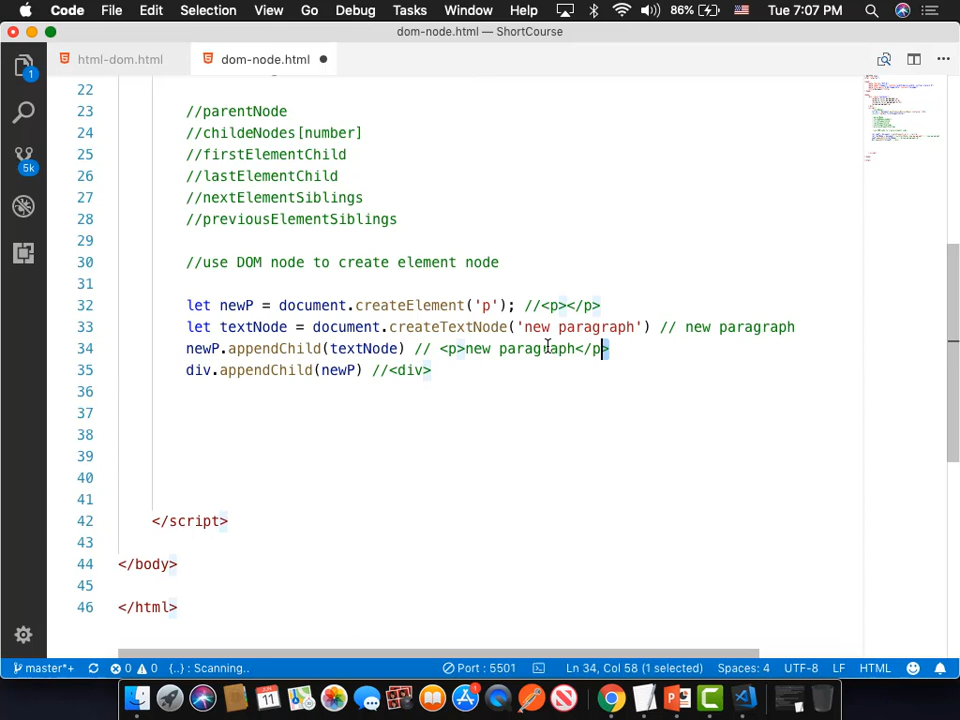 Code File Edit Selection View Go Debug Tasks Window Help 86% Tue 7:07 PM
dom-node.html — ShortCourse
html-dom.html dom-node.html
1
5k
22
23 //parentNode
24 //childeNodes[number]
25 //firstElementChild
26 //lastElementChild
27 //nextElementSiblings
28 //previousElementSiblings
29
30 //use DOM node to create element node
31
32 let newP = document.createElement('p'); //<p></p>
33 let textNode = document.createTextNode('new paragraph') // new paragraph
34 newP.appendChild(textNode) // <p>new paragraph</p>
35 div.appendChild(newP) //<div>
36
37
38
39
40
41
42 </script>
43
44 </body>
45
46 </html>
master*+ 0 0 {..} : Scanning.. Port : 5501 Ln 34, Col 58 (1 selected) Spaces: 4 UTF-8 LF HTML
11